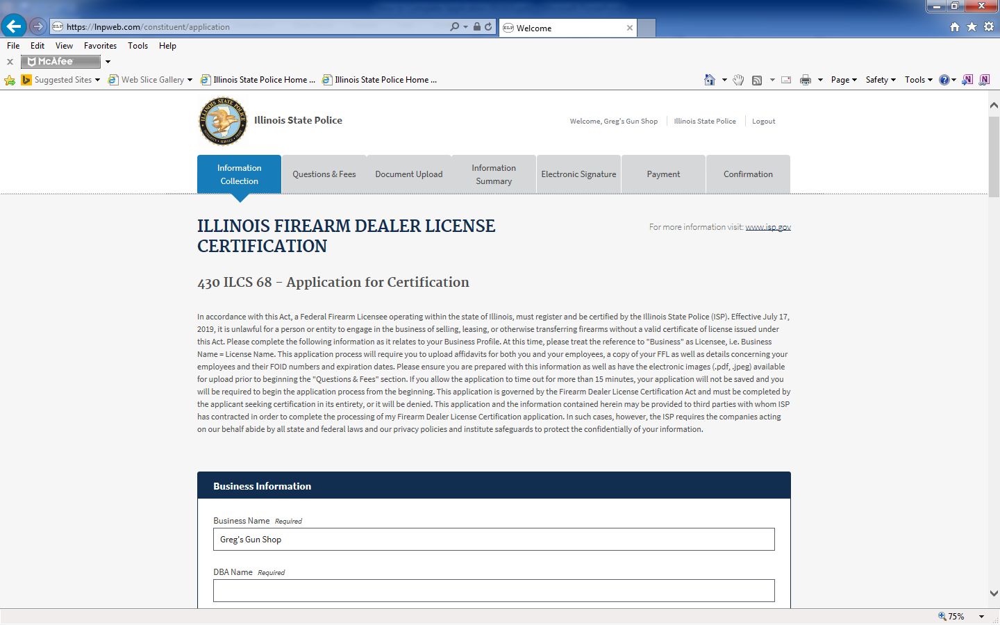 https://lnpweb.com/constituent/application
Welcome
File Edit View Favorites Tools Help
McAfee
Suggested Sites Web Slice Gallery Illinois State Police Home ... Illinois State Police Home ... Page Safety Tools
ILLINOIS STATE POLICE
Illinois State Police
Welcome, Greg's Gun Shop Illinois State Police Logout
Information
Collection
Questions & Fees
Document Upload
Information
Summary
Electronic Signature
Payment
Confirmation
ILLINOIS FIREARM DEALER LICENSE
CERTIFICATION
For more information visit: www.isp.gov
430 ILCS 68 - Application for Certification
In accordance with this Act, a Federal Firearm Licensee operating within the state of Illinois, must register and be certified by the Illinois State Police (ISP). Effective July 17,
2019, it is unlawful for a person or entity to engage in the business of selling, leasing, or otherwise transferring firearms without a valid certificate of license issued under
this Act. Please complete the following information as it relates to your Business Profile. At this time, please treat the reference to "Business" as Licensee, i.e. Business
Name = License Name. This application process will require you to upload affidavits for both you and your employees, a copy of your FFL as well as details concerning your
employees and their FOID numbers and expiration dates. Please ensure you are prepared with this information as well as have the electronic images (.pdf, .jpeg) available
for upload prior to beginning the "Questions & Fees" section. If you allow the application to time out for more than 15 minutes, your application will not be saved and you
will be required to begin the application process from the beginning. This application is governed by the Firearm Dealer License Certification Act and must be completed by
the applicant seeking certification in its entirety, or it will be denied. This application and the information contained herein may be provided to third parties with whom ISP
has contracted in order to complete the processing of my Firearm Dealer License Certification application. In such cases, however, the ISP requires the companies acting
on our behalf abide by all state and federal laws and our privacy policies and institute safeguards to protect the confidentially of your information.
Business Information
Business Name Required
Greg's Gun Shop
DBA Name Required
75%